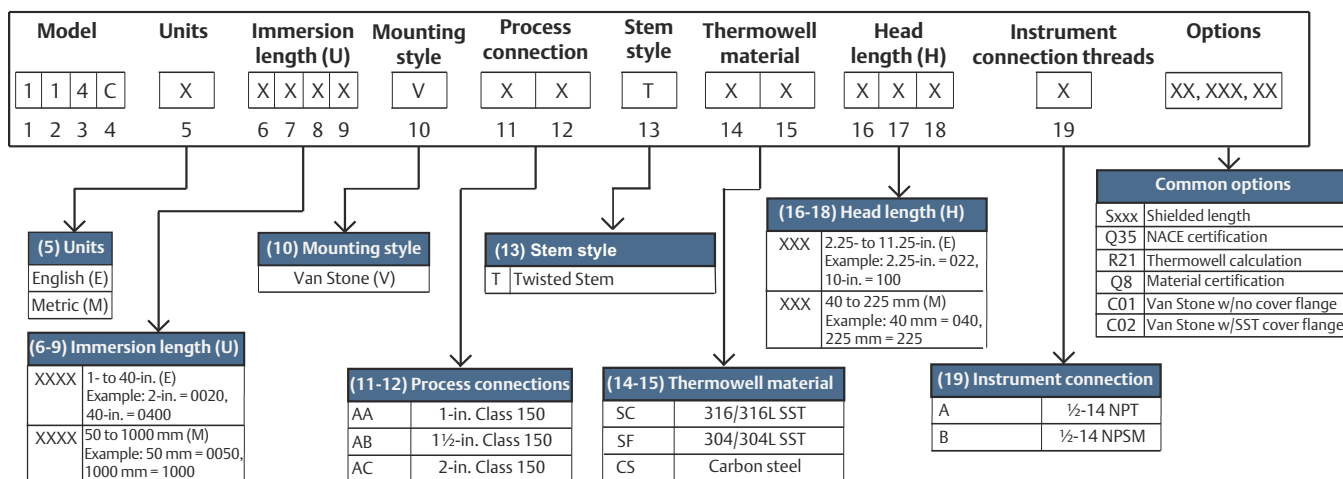 Model Units Immersion length (U) Mounting style Process connection Stem style Thermowell material Head length (H) Instrument connection threads Options
1 1 4 C X X X X X V X X T X X X X X X XX, XXX, XX
1 2 3 4 5 6 7 8 9 10 11 12 13 14 15 16 17 18 19
(5) Units
English (E)
Metric (M)
(6-9) Immersion length (U)
XXXX 1- to 40-in. (E)
Example: 2-in. = 0020,
40-in. = 0400
XXXX 50 to 1000 mm (M)
Example: 50 mm = 0050,
1000 mm = 1000
(10) Mounting style
Van Stone (V)
(11-12) Process connections
AA 1-in. Class 150
AB 1½-in. Class 150
AC 2-in. Class 150
(13) Stem style
T Twisted Stem
(14-15) Thermowell material
SC 316/316L SST
SF 304/304L SST
CS Carbon steel
(16-18) Head length (H)
XXX 2.25- to 11.25-in. (E)
Example: 2.25-in. = 022,
10-in. = 100
XXX 40 to 225 mm (M)
Example: 40 mm = 040,
225 mm = 225
(19) Instrument connection
A ½-14 NPT
B ½-14 NPSM
Common options
Sxxx Shielded length
Q35 NACE certification
R21 Thermowell calculation
Q8 Material certification
C01 Van Stone w/no cover flange
C02 Van Stone w/SST cover flange